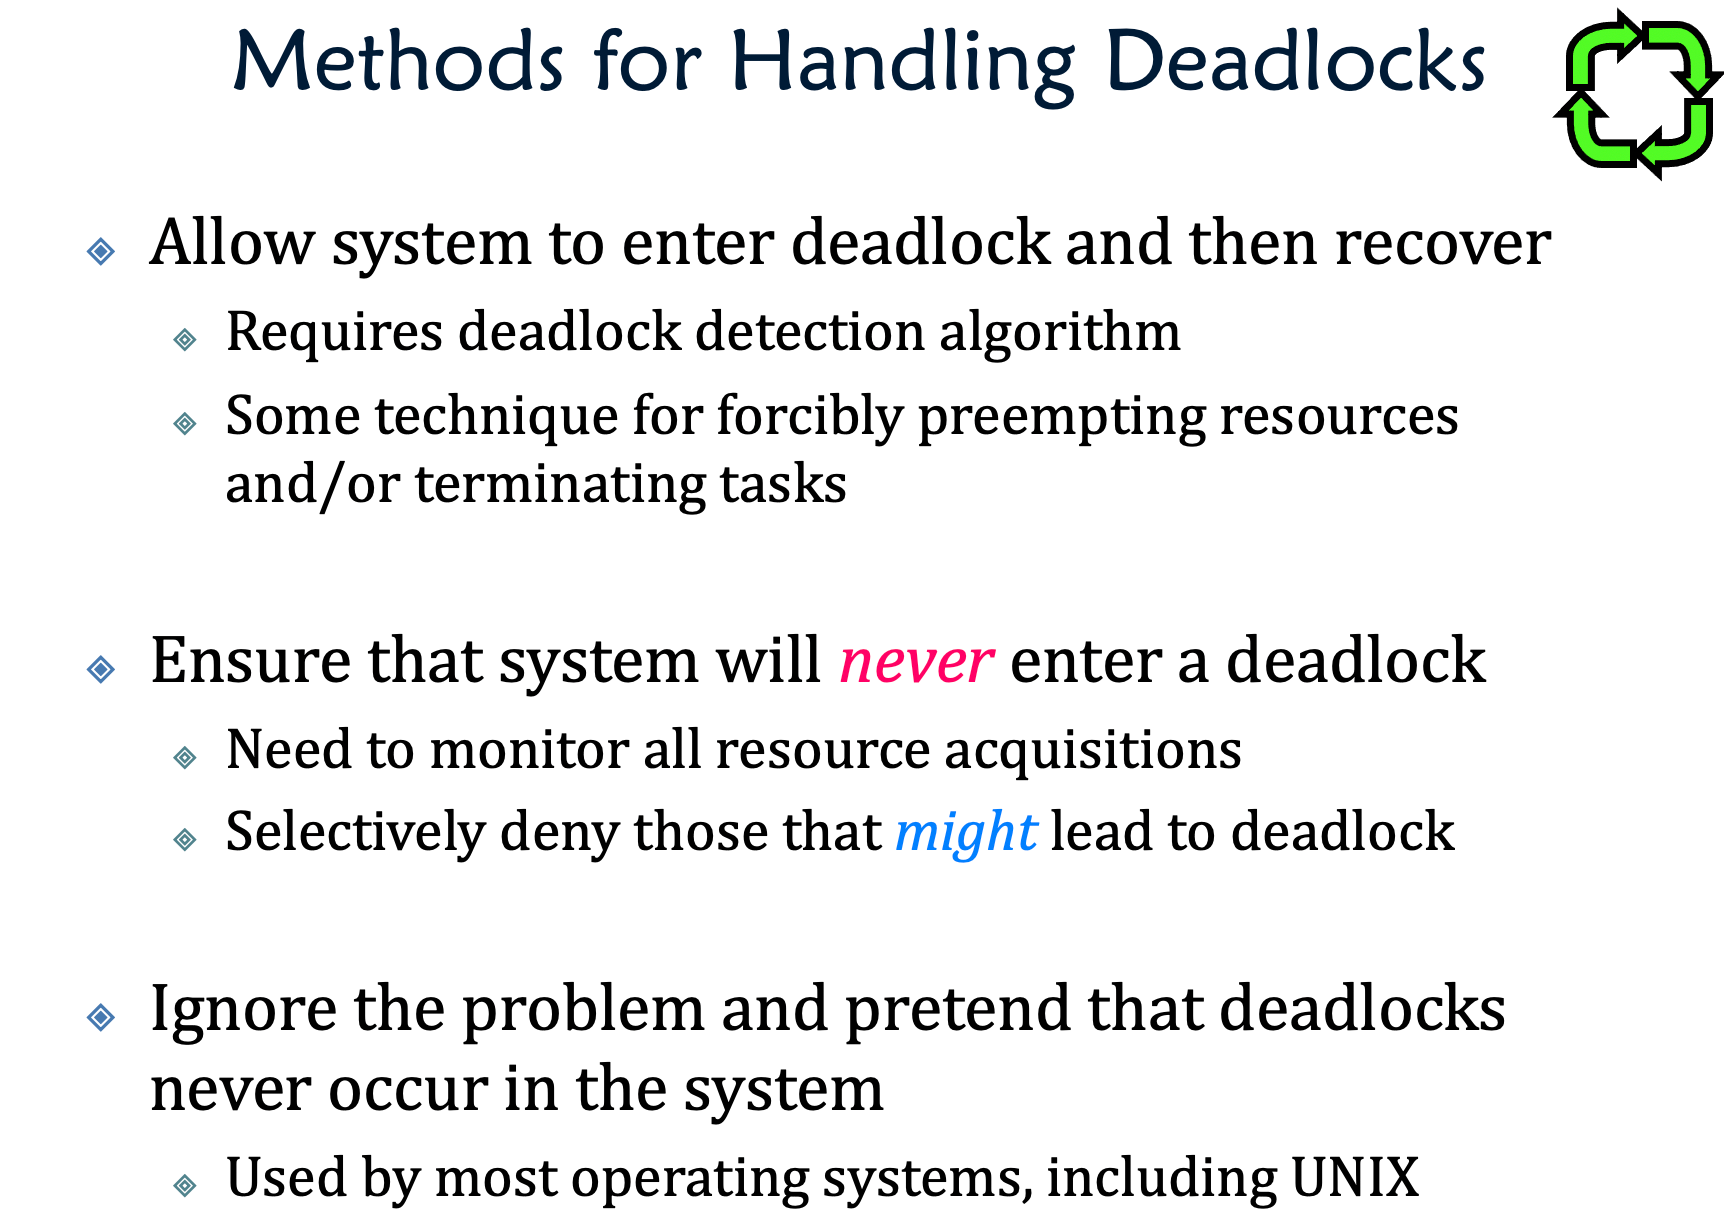 Methods for Handling Deadlocks
Allow system to enter deadlock and then recover
Requires deadlock detection algorithm
Some technique for forcibly preempting resources
and/or terminating tasks
Ensure that system will never enter a deadlock
Need to monitor all resource acquisitions
Selectively deny those that might lead to deadlock
Ignore the problem and pretend that deadlocks
never occur in the system
Used by most operating systems, including UNIX